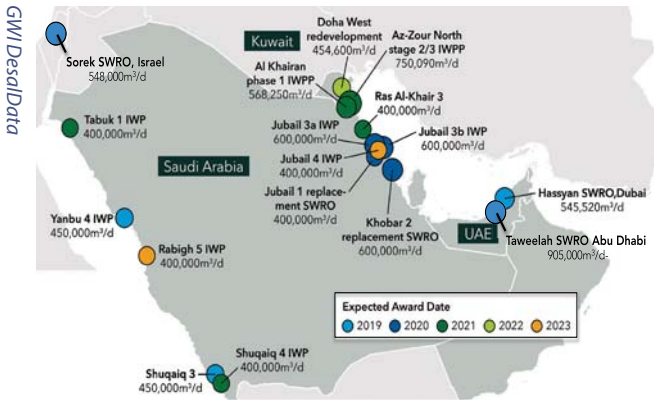 GWI DesalData
Sorek SWRO, Israel
548,000m³/d
Tabuk 1 IWP
400,000m³/d
Yanbu 4 IWP
450,000m³/d
Rabigh 5 IWP
400,000m³/d
Shuqaiq 3
450,000m³/d
Shuqaiq 4 IWP
400,000m³/d
Saudi Arabia
Kuwait
Doha West
redevelopment
454,600m³/d
Az-Zour North
stage 2/3 IWPP
750,090m³/d
Al Khairan
phase 1 IWPP
568,250m³/d
Ras Al-Khair 3
400,000m³/d
Jubail 3a IWP
600,000m³/d
Jubail 3b IWP
600,000m³/d
Jubail 4 IWP
400,000m³/d
Jubail 1 replace-
ment SWRO
400,000m³/d
Khobar 2
replacement SWRO
600,000m³/d
UAE
Hassyan SWRO,Dubai
545,520m³/d
Taweelah SWRO Abu Dhabi
905,000m³/d-
Expected Award Date
2019 2020 2021 2022 2023